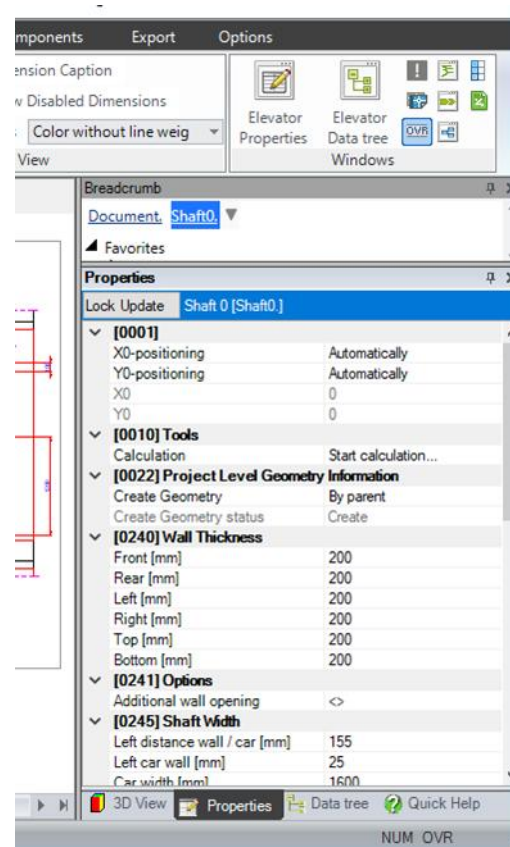 mponents Export Options
ension Caption
w Disabled Dimensions
Color without line weig
View
Elevator Properties
Elevator Data tree
OVR
Windows
Breadcrumb
Document. Shaft0.
Favorites
Properties
Lock Update Shaft 0 [Shaft0.]
[0001]
X0-positioning Automatically
Y0-positioning Automatically
X0 0
Y0 0
[0010] Tools
Calculation Start calculation...
[0022] Project Level Geometry Information
Create Geometry By parent
Create Geometry status Create
[0240] Wall Thickness
Front [mm] 200
Rear [mm] 200
Left [mm] 200
Right [mm] 200
Top [mm] 200
Bottom [mm] 200
[0241] Options
Additional wall opening <>
[0245] Shaft Width
Left distance wall / car [mm] 155
Left car wall [mm] 25
Car width [mm] 1600
3D View Properties Data tree Quick Help
NUM OVR